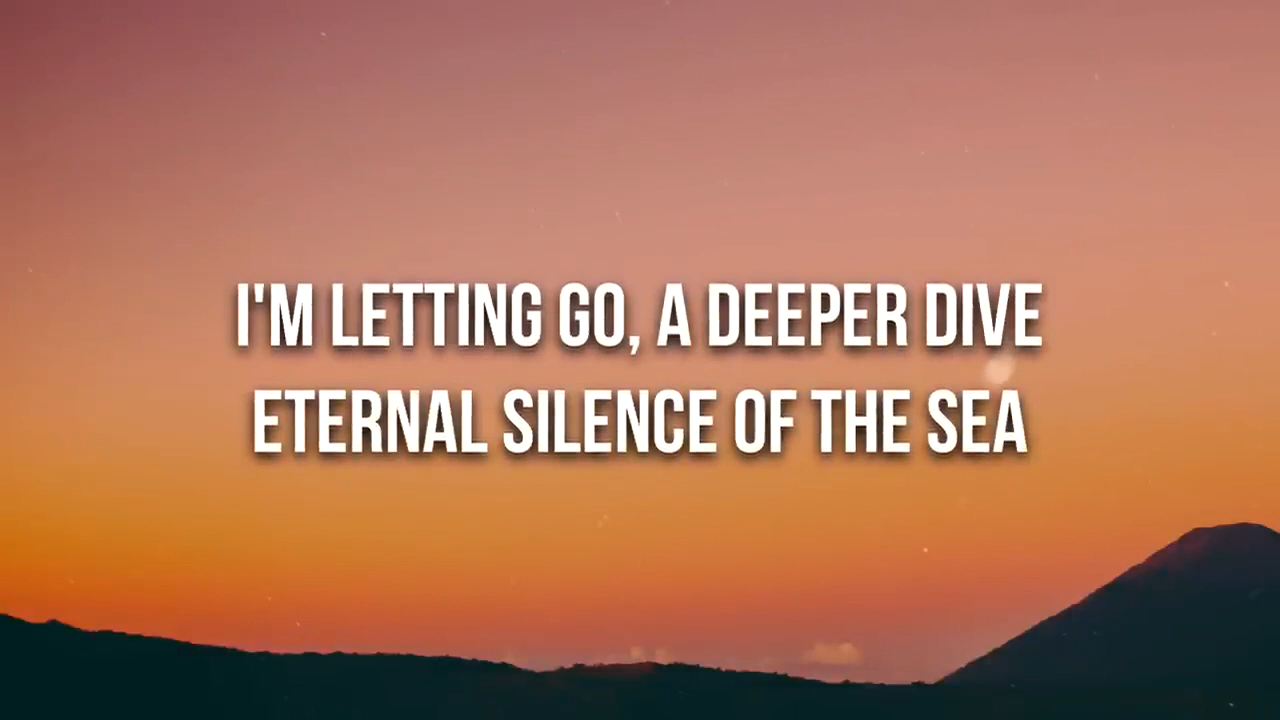 I'M LETTING GO, A DEEPER DIVE
ETERNAL SILENCE OF THE SEA